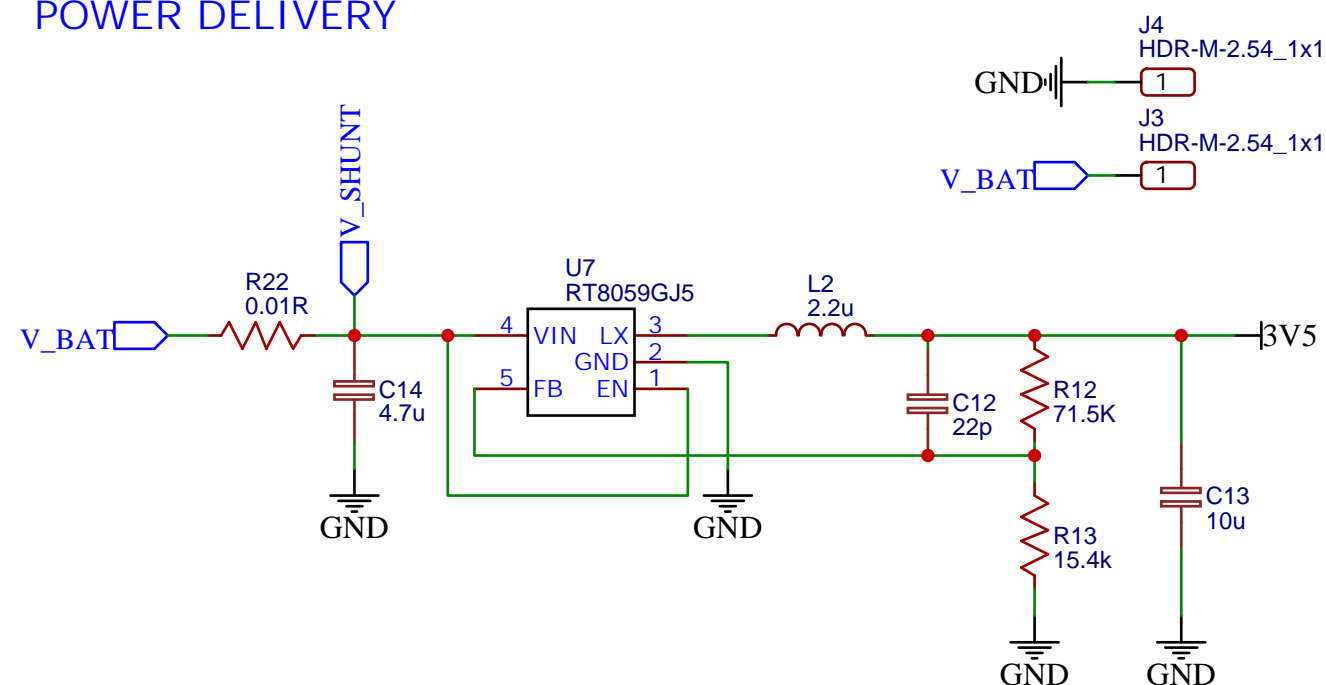 POWER DELIVERY
J4
HDR-M-2.54_1x1
GND
1
J3
HDR-M-2.54_1x1
V_BAT
1
V_SHUNT
R22
0.01R
V_BAT
C14
4.7u
GND
U7
RT8059GJ5
4
VIN
LX
3
GND
2
5
FB
EN
1
GND
L2
2.2u
3V5
C12
22p
R12
71.5K
R13
15.4k
GND
C13
10u
GND